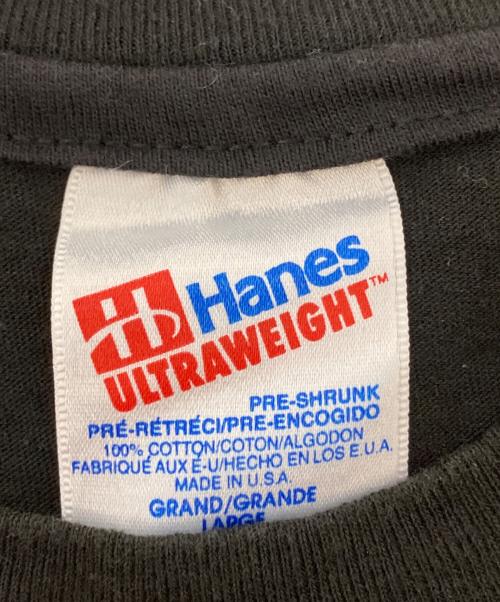 Hanes
ULTRAWEIGHT™
PRE-SHRUNK
PRÉ-RÉTRÉCI/PRE-ENCOGIDO
100% COTTON/COTON/ALGODON
FABRIQUÉ AUX É-U/HECHO EN LOS E.U.A.
MADE IN U.S.A.
GRAND/GRANDE
LARGE